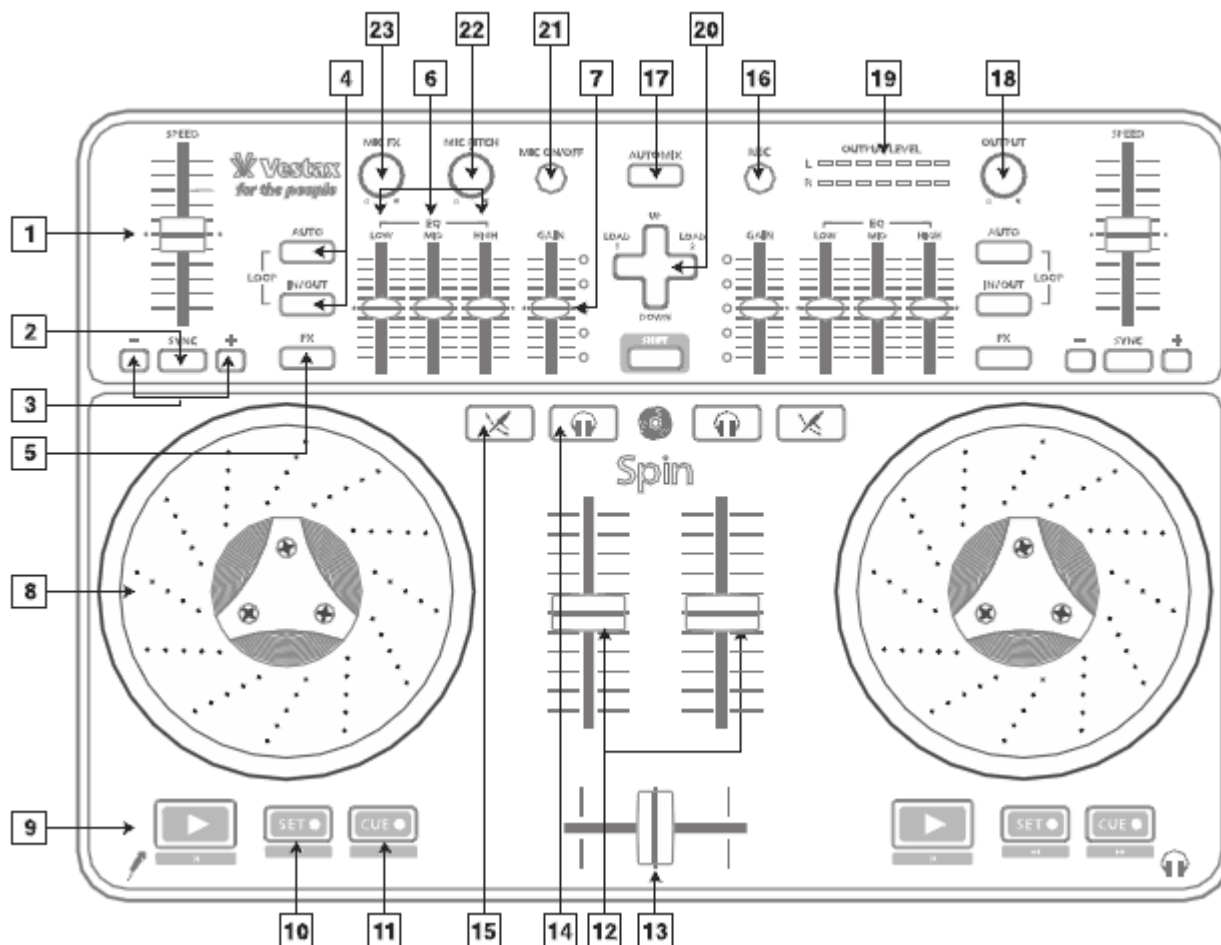 23 22 21 20
4 6 7 17 16 19 18
SPEED
Vestax
for the people
MIC FX
MIC PITCH
MIC ON/OFF
AUTOMIX
REC
OUTPUT LEVEL
L
R
OUTPUT
SPEED
1
AUTO
LOOP
IN/OUT
EQ
LOW MID HIGH
GAIN
UP
LOAD 1
LOAD 2
DOWN
GAIN
EQ
LOW MID HIGH
AUTO
IN/OUT
LOOP
2
- SYNC +
FX
SHIFT
FX
- SYNC +
3
5
Spin
8
9
SET CUE
SET CUE
10 11 15 14 12 13